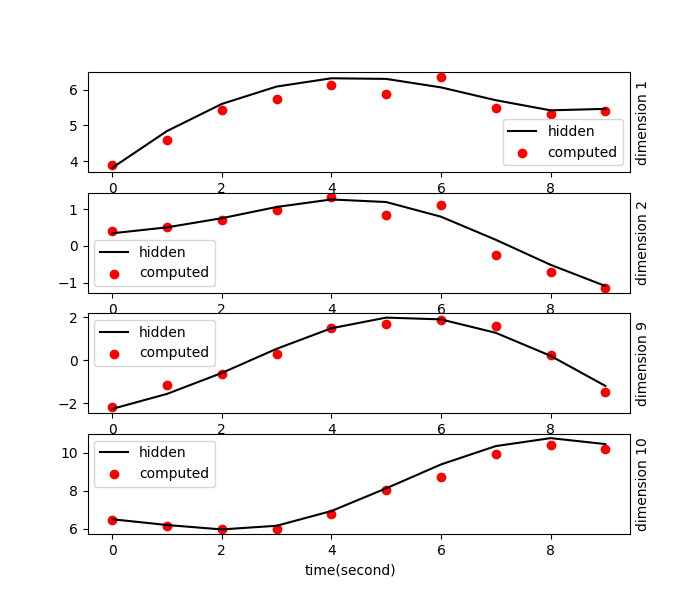 6
5
4
0 2 4 6 8
hidden
computed
dimension 1
1
0
−1
0 2 4 6 8
hidden
computed
dimension 2
2
0
−2
0 2 4 6 8
hidden
computed
dimension 9
10
8
6
0 2 4 6 8
hidden
computed
dimension 10
time(second)